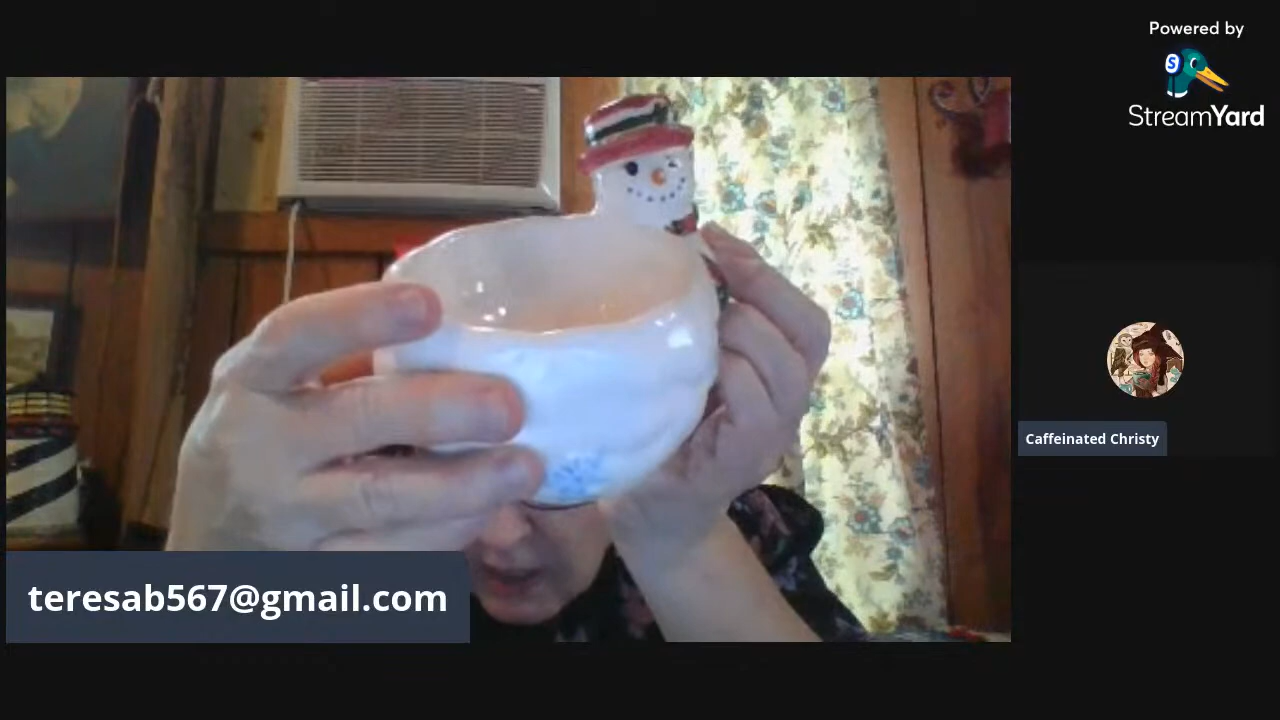 Powered by
S
StreamYard
Caffeinated Christy
teresab567@gmail.com